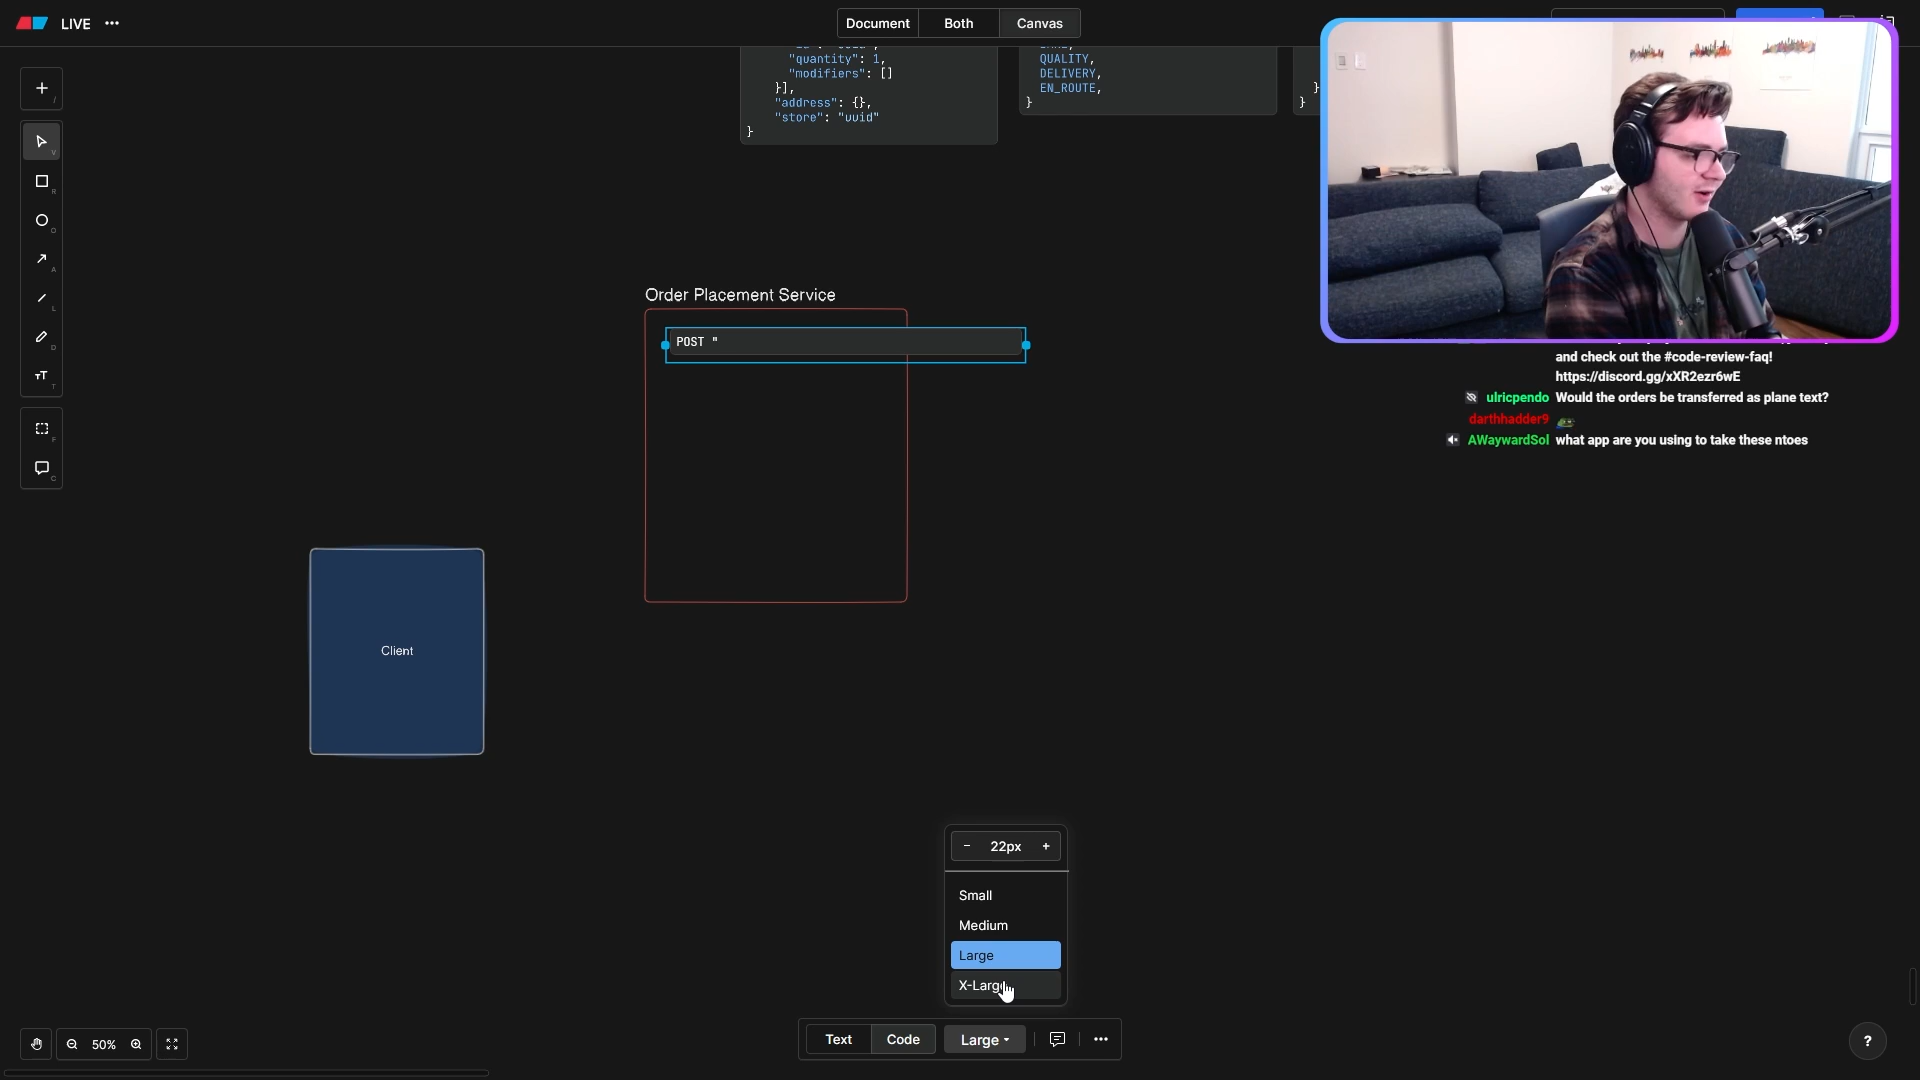 LIVE
Document
Both
Canvas
"quantity": 1,
"modifiers": []
}],
"address": {},
"store": "uuid"
}
QUALITY,
DELIVERY,
EN_ROUTE,
}
}
}
/
V
R
O
A
L
D
T
F
C
Order Placement Service
POST "
Client
and check out the #code-review-faq!
https://discord.gg/xXR2ezr6wE
ulricpendo Would the orders be transferred as plane text?
darthhadder9
AWaywardSol what app are you using to take these ntoes
- 22px +
Small
Medium
Large
X-Large
Text
Code
Large
50%
?